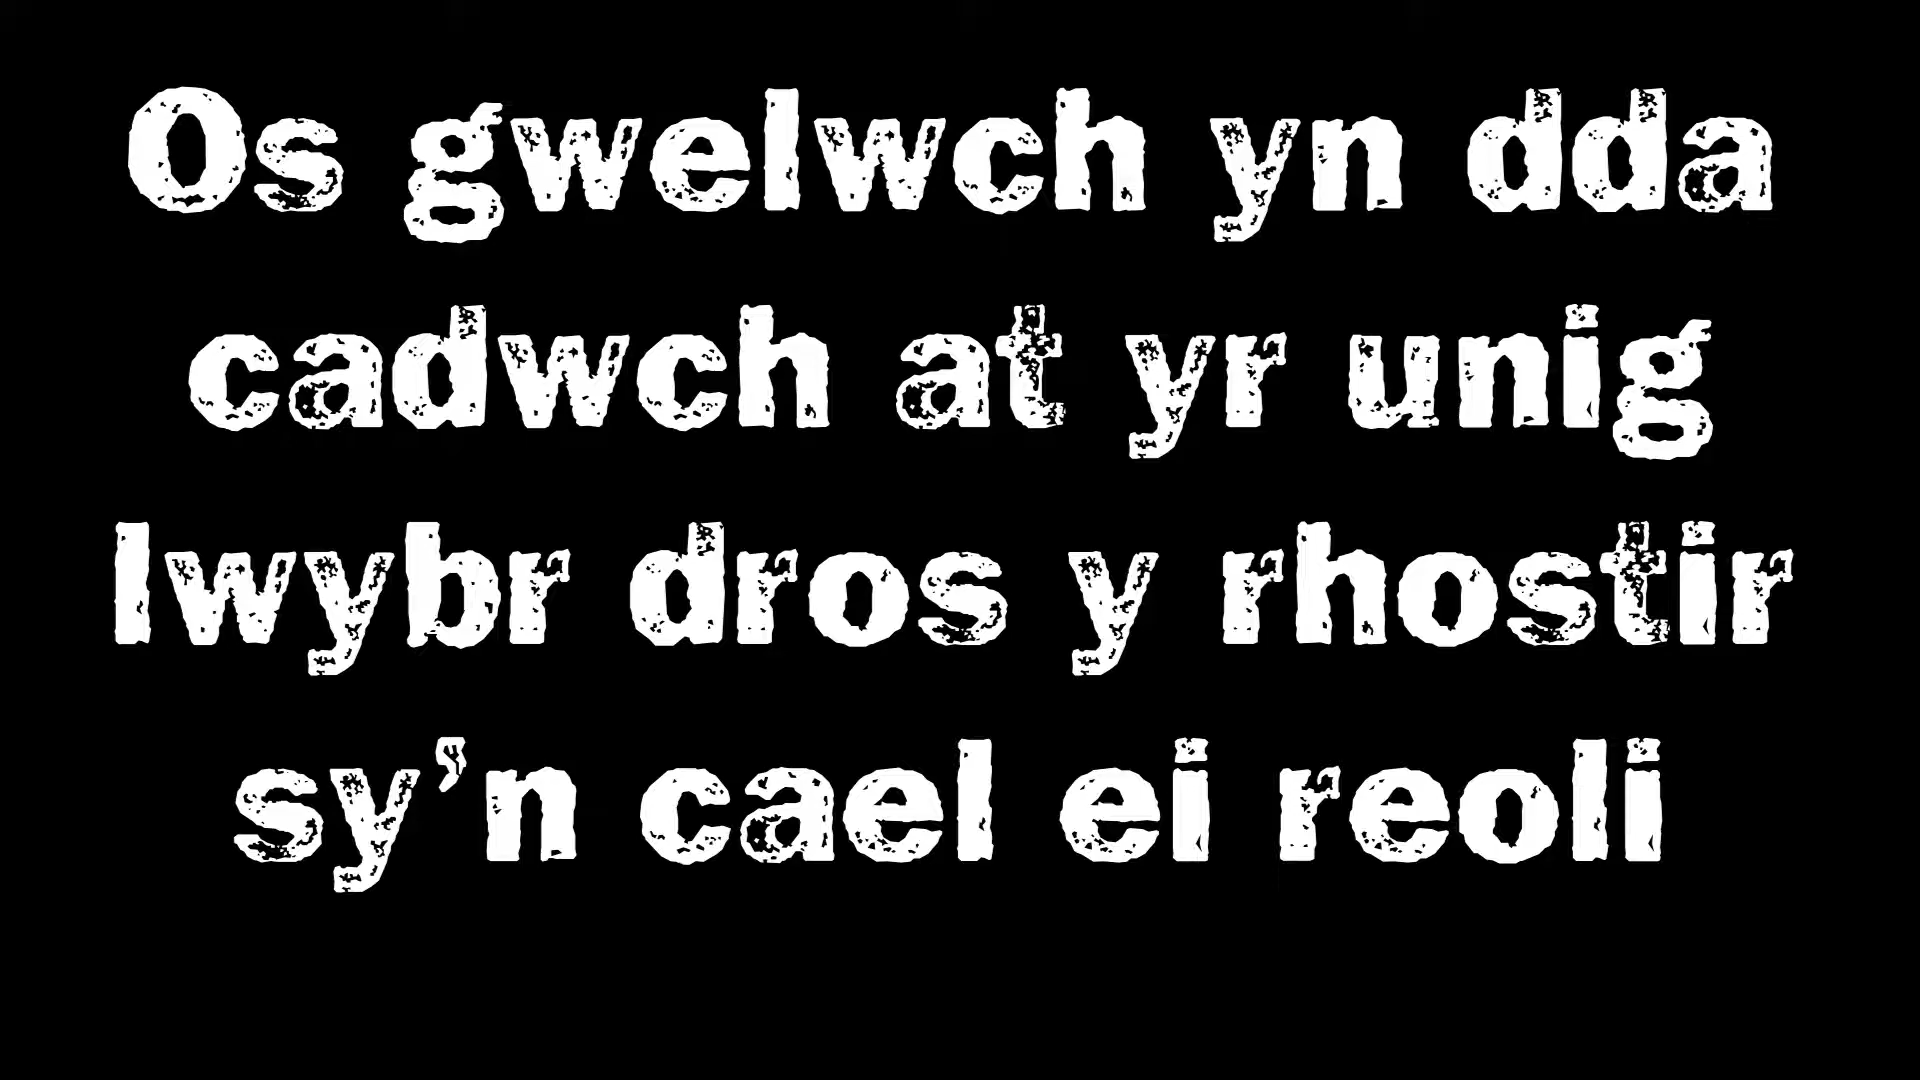 Os gwelwch yn dda
cadwch at yr unig
lwybr dros y rhostir
sy’n cael ei reoli